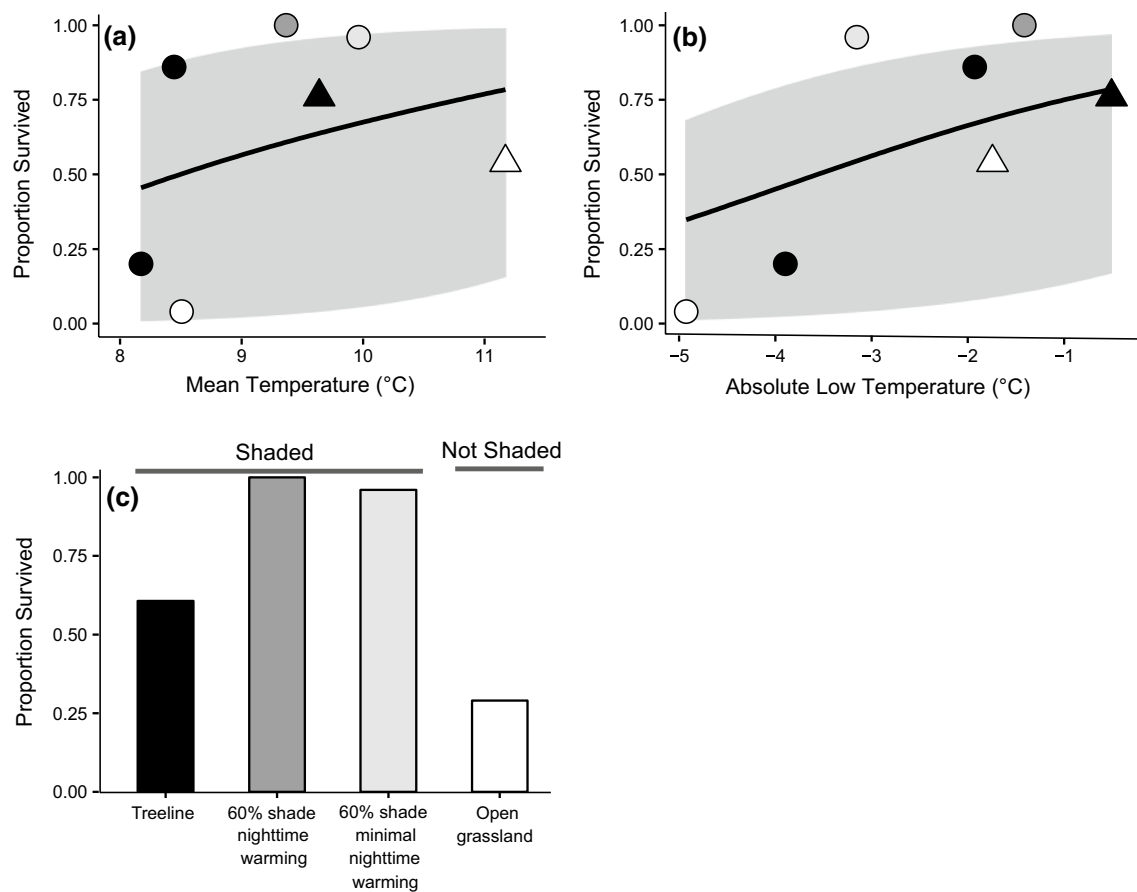 (a)
Proportion Survived
1.00
0.75
0.50
0.25
0.00
8 9 10 11
Mean Temperature (°C)
(b)
Proportion Survived
1.00
0.75
0.50
0.25
0.00
−5 −4 −3 −2 −1
Absolute Low Temperature (°C)
Shaded
Not Shaded
(c)
Proportion Survived
1.00
0.75
0.50
0.25
0.00
Treeline
60% shade
nighttime
warming
60% shade
minimal
nighttime
warming
Open
grassland